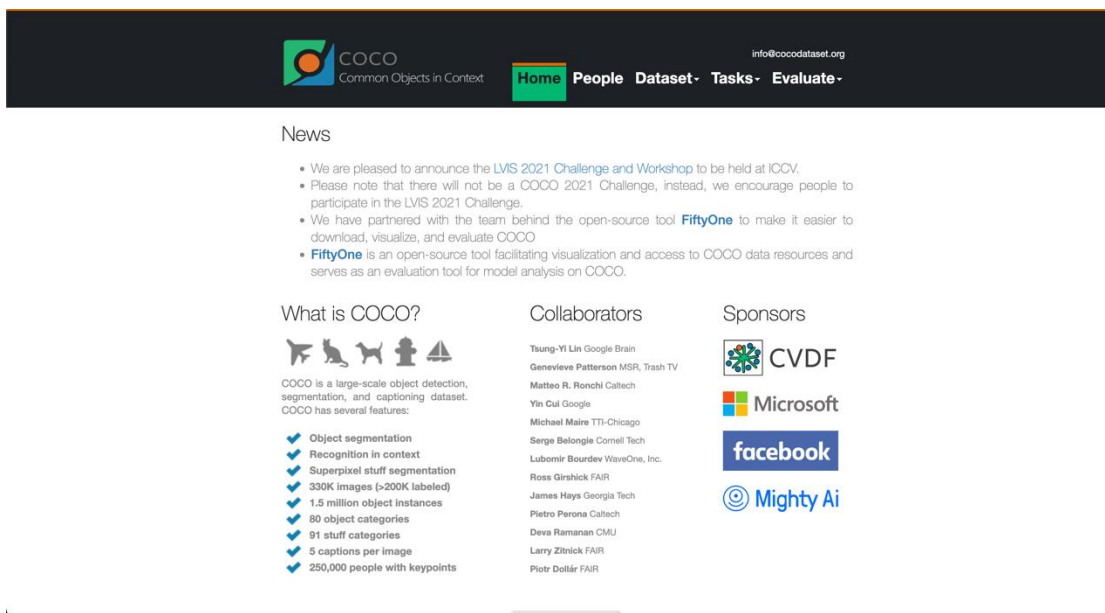 COCO
Common Objects in Context
info@cocodataset.org
Home People Dataset Tasks Evaluate
News
We are pleased to announce the LVIS 2021 Challenge and Workshop to be held at ICCV.
Please note that there will not be a COCO 2021 Challenge, instead, we encourage people to
participate in the LVIS 2021 Challenge.
We have partnered with the team behind the open-source tool FiftyOne to make it easier to
download, visualize, and evaluate COCO
FiftyOne is an open-source tool facilitating visualization and access to COCO data resources and
serves as an evaluation tool for model analysis on COCO.
What is COCO?
COCO is a large-scale object detection,
segmentation, and captioning dataset.
COCO has several features:
Object segmentation
Recognition in context
Superpixel stuff segmentation
330K images (>200K labeled)
1.5 million object instances
80 object categories
91 stuff categories
5 captions per image
250,000 people with keypoints
Collaborators
Tsung-Yi Lin Google Brain
Genevieve Patterson MSR, Trash TV
Matteo R. Ronchi Caltech
Yin Cui Google
Michael Maire TTI-Chicago
Serge Belongie Cornell Tech
Lubomir Bourdev WaveOne, Inc.
Ross Girshick FAIR
James Hays Georgia Tech
Pietro Perona Caltech
Deva Ramanan CMU
Larry Zitnick FAIR
Piotr Dollár FAIR
Sponsors
CVDF
Microsoft
facebook
Mighty Ai